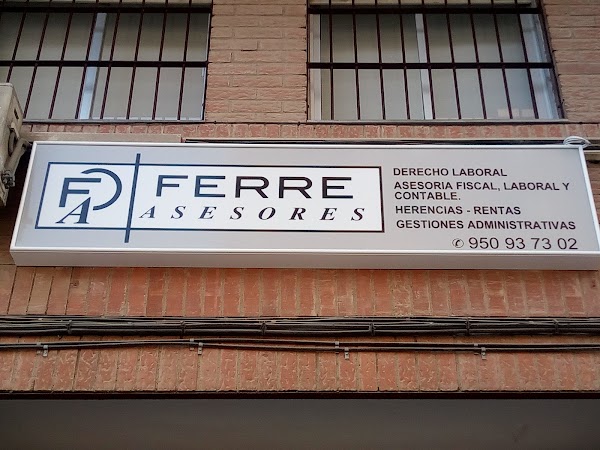 FA
FERRE
ASESORES
DERECHO LABORAL
ASESORIA FISCAL, LABORAL Y
CONTABLE.
HERENCIAS - RENTAS
GESTIONES ADMINISTRATIVAS
✆ 950 93 73 02